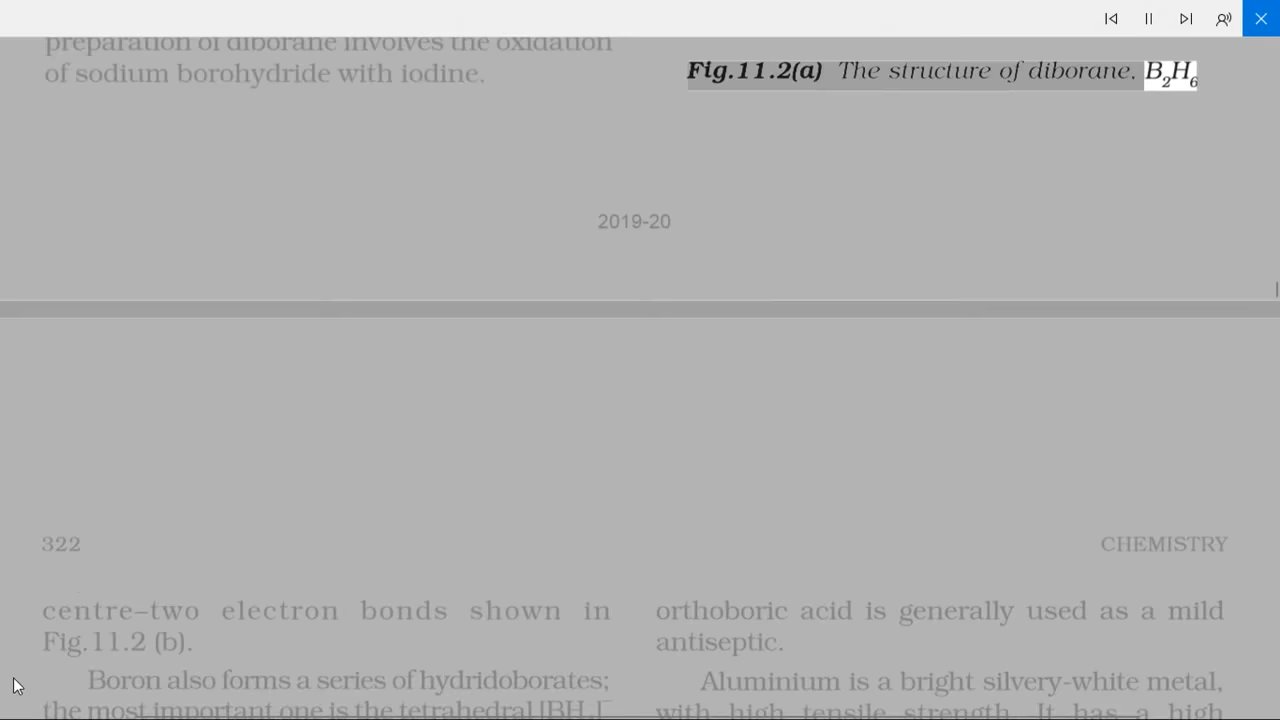 preparation of diborane involves the oxidation
of sodium borohydride with iodine.
Fig.11.2(a) The structure of diborane, B2H6
2019-20
322
CHEMISTRY
centre–two electron bonds shown in
Fig.11.2 (b).
Boron also forms a series of hydridoborates;
the most important one is the tetrahedral [BH4]–
orthoboric acid is generally used as a mild
antiseptic.
Aluminium is a bright silvery-white metal,
with high tensile strength. It has a high